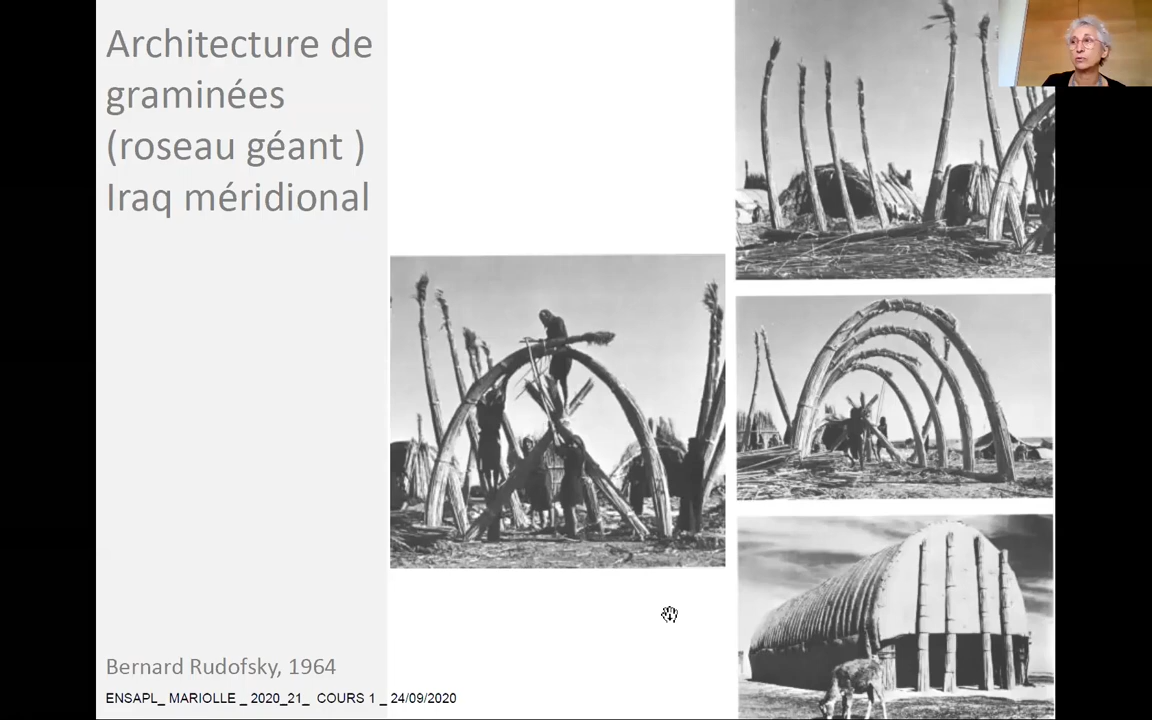 Architecture de
graminées
(roseau géant )
Iraq méridional
Bernard Rudofsky, 1964
ENSAPL_ MARIOLLE _ 2020_21_ COURS 1 _ 24/09/2020